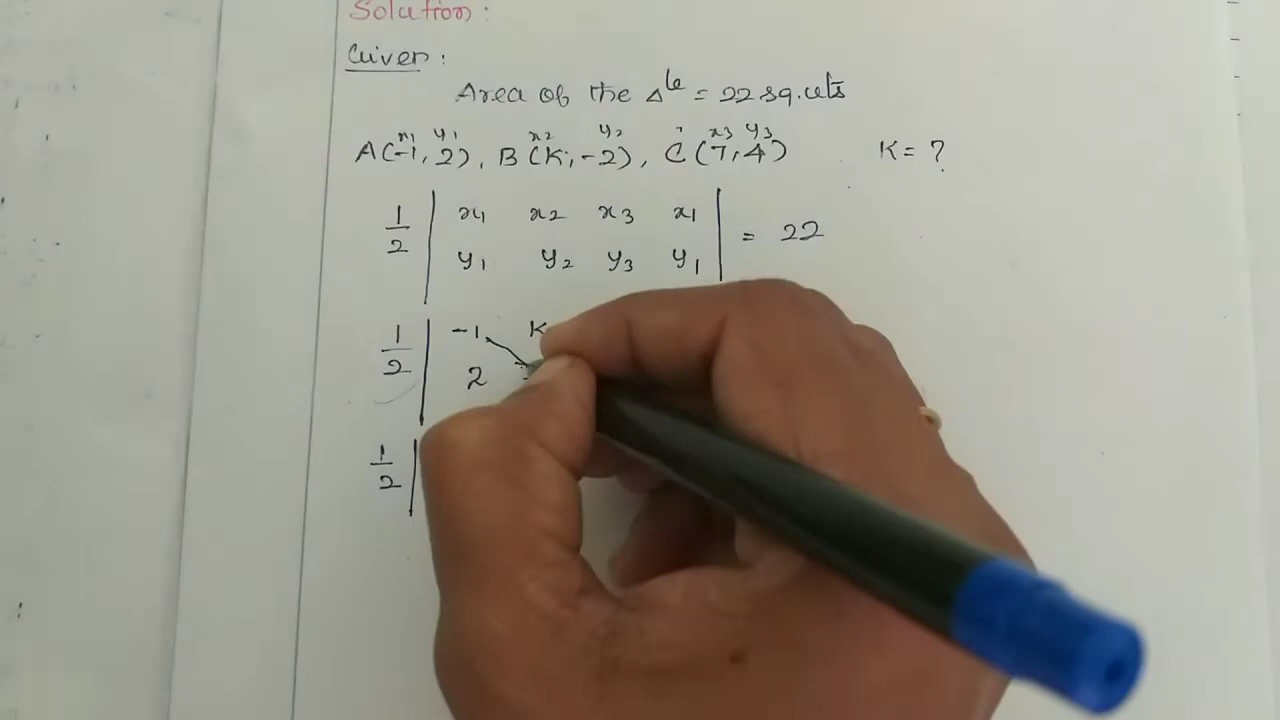 Solution:
Given:
Area of the Δle = 22 sq.uts
x1 y1 x2 y2 x3 y3
A(-1, 2), B(K, -2), C(7, 4) K = ?
1/2 | x1 x2 x3 x1 | = 22
y1 y2 y3 y1
1/2 | -1 K
2
1/2 |